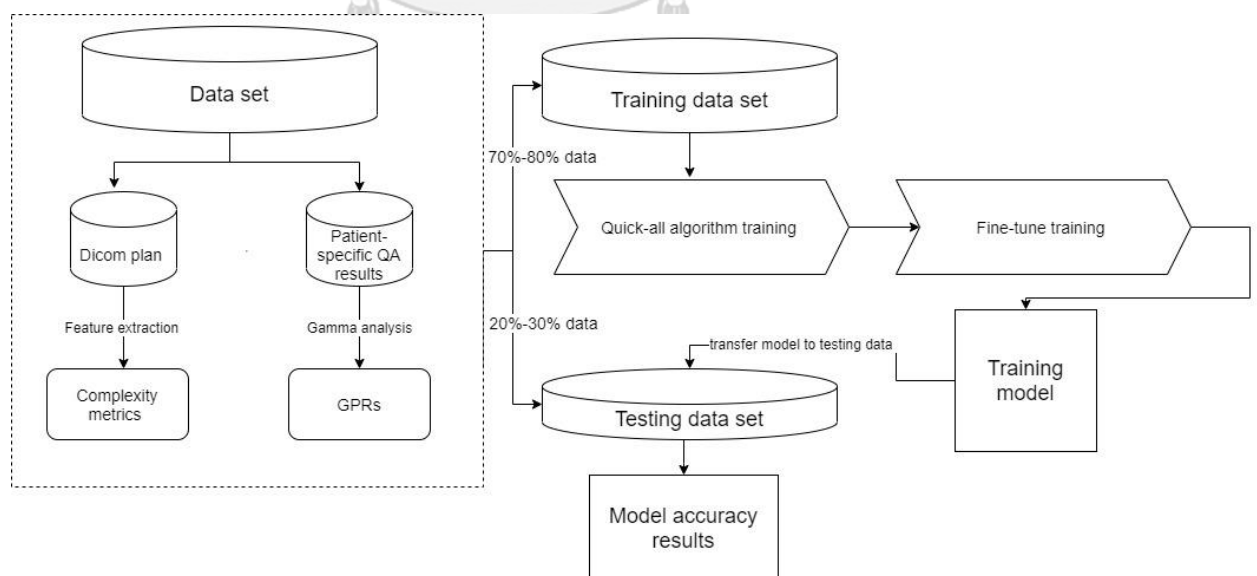 Data set
Dicom plan
Patient-
specific QA
results
Feature extraction
Gamma analysis
Complexity
metrics
GPRs
70%-80% data
20%-30% data
Training data set
Quick-all algorithm training
Fine-tune training
transfer model to testing data
Training
model
Testing data set
Model accuracy
results